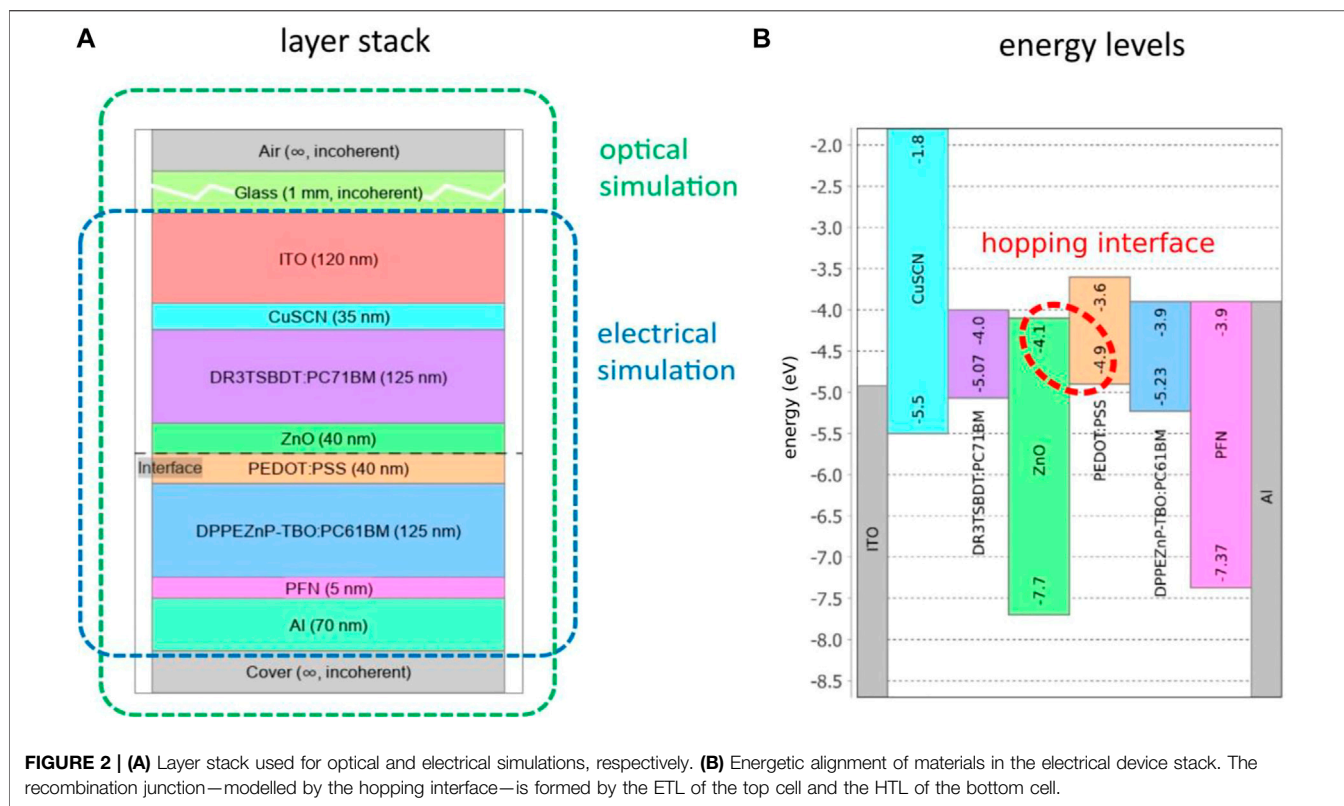 A
layer stack
Air (∞, incoherent)
Glass (1 mm, incoherent)
ITO (120 nm)
CuSCN (35 nm)
DR3TSBDT:PC71BM (125 nm)
ZnO (40 nm)
Interface
PEDOT:PSS (40 nm)
DPPEZnP-TBO:PC61BM (125 nm)
PFN (5 nm)
Al (70 nm)
Cover (∞, incoherent)
optical
simulation
electrical
simulation
B
energy levels
energy (eV)
-2.0
-2.5
-3.0
-3.5
-4.0
-4.5
-5.0
-5.5
-6.0
-6.5
-7.0
-7.5
-8.0
-8.5
hopping interface
ITO
-1.8
CuSCN
-5.5
-4.0
-5.07
DR3TSBDT:PC71BM
-4.1
ZnO
-7.7
-3.6
-4.9
PEDOT:PSS
-3.9
-5.23
DPPEZnP-TBO:PC61BM
-3.9
PFN
-7.37
Al
FIGURE 2 | (A) Layer stack used for optical and electrical simulations, respectively. (B) Energetic alignment of materials in the electrical device stack. The
recombination junction—modelled by the hopping interface—is formed by the ETL of the top cell and the HTL of the bottom cell.